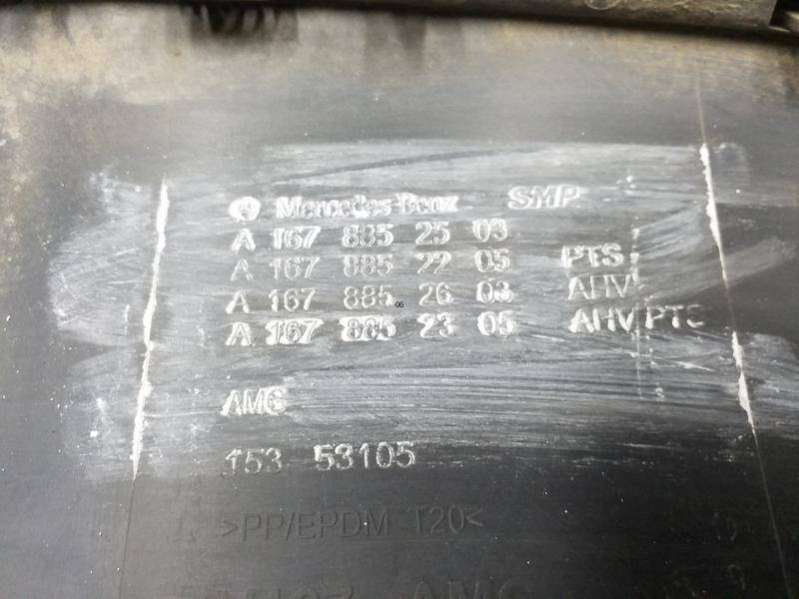 Mercedes-Benz SMP
A 167 885 25 03
A 167 885 22 05 PTS
A 167 885 26 03 AHV
A 167 885 23 05 AHV PTS
AMG
153 53105
>PP/EPDM T20<
AMG